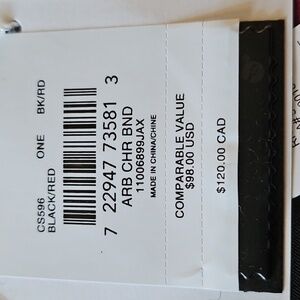 CS596 ONE BK/RD
BLACK/RED
7 22947 73581 3
ARB CHR BND
11006899JAX
MADE IN CHINA/CHINE
COMPARABLE VALUE
$98.00 USD
$120.00 CAD